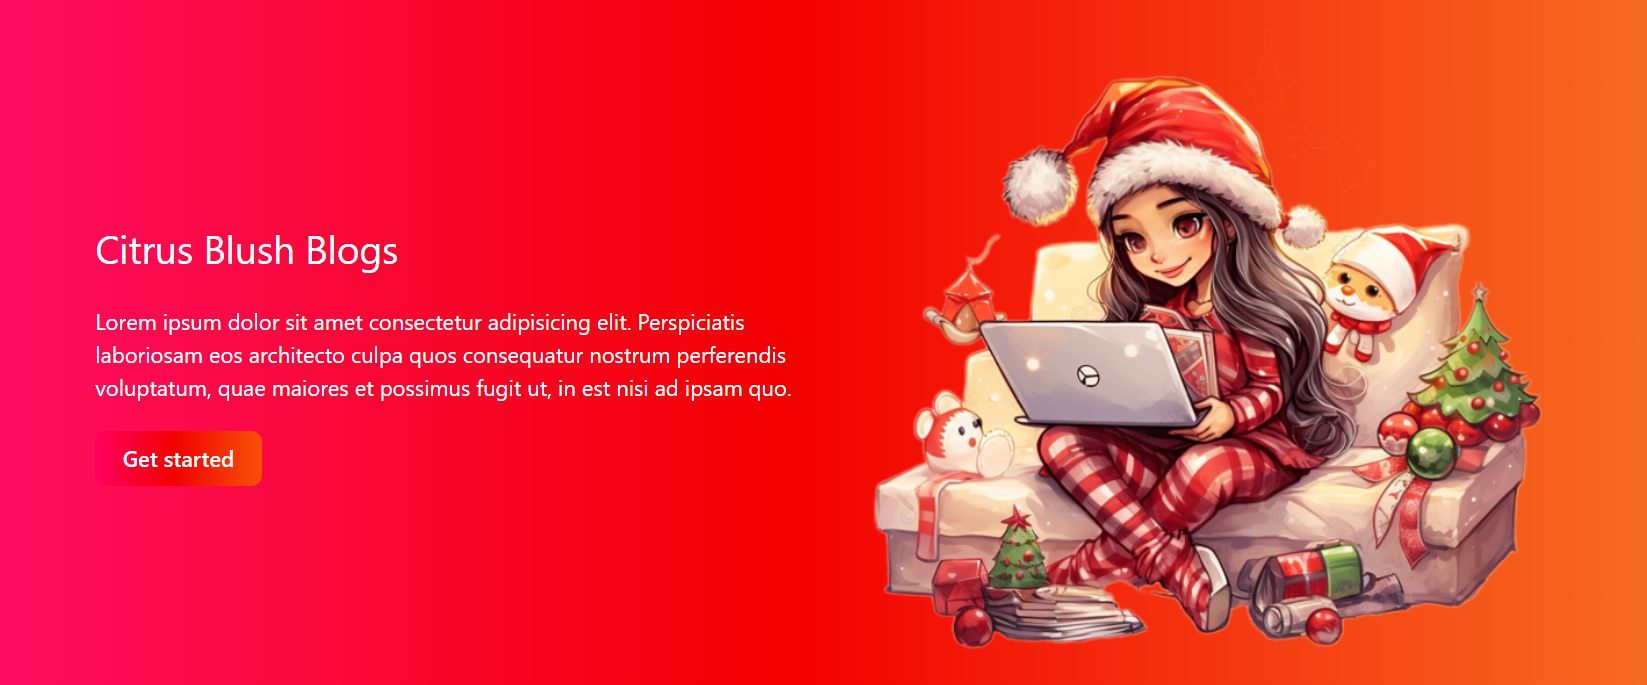 Citrus Blush Blogs
Lorem ipsum dolor sit amet consectetur adipisicing elit. Perspiciatis
laboriosam eos architecto culpa quos consequatur nostrum perferendis
voluptatum, quae maiores et possimus fugit ut, in est nisi ad ipsam quo.
Get started